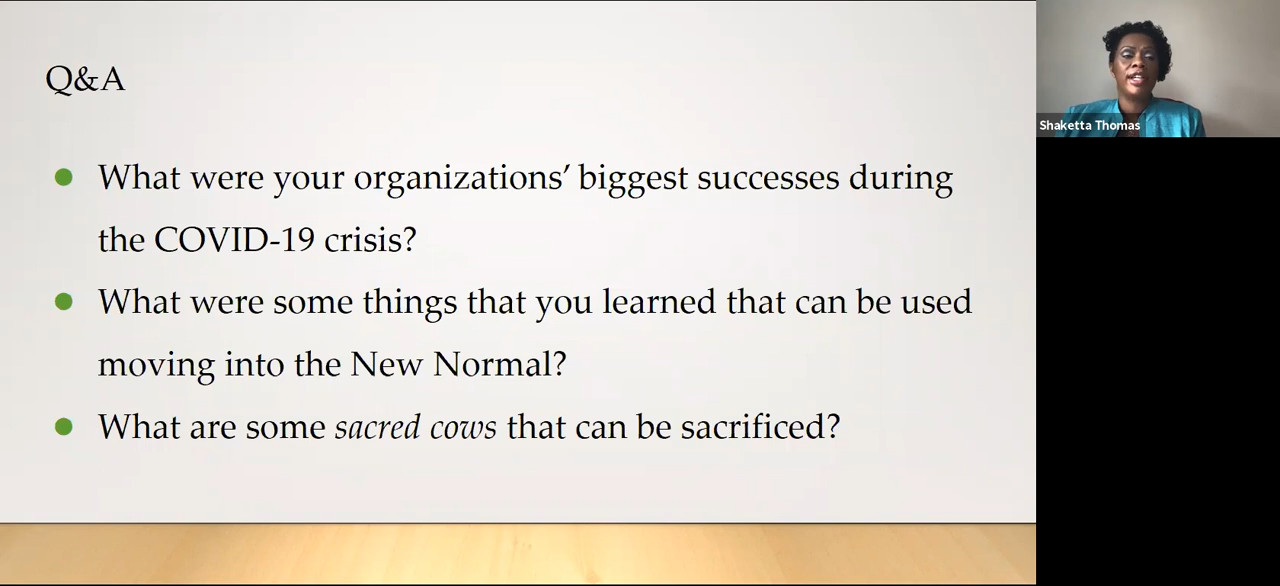 Q&A
What were your organizations’ biggest successes during
the COVID-19 crisis?
What were some things that you learned that can be used
moving into the New Normal?
What are some sacred cows that can be sacrificed?
Shaketta Thomas